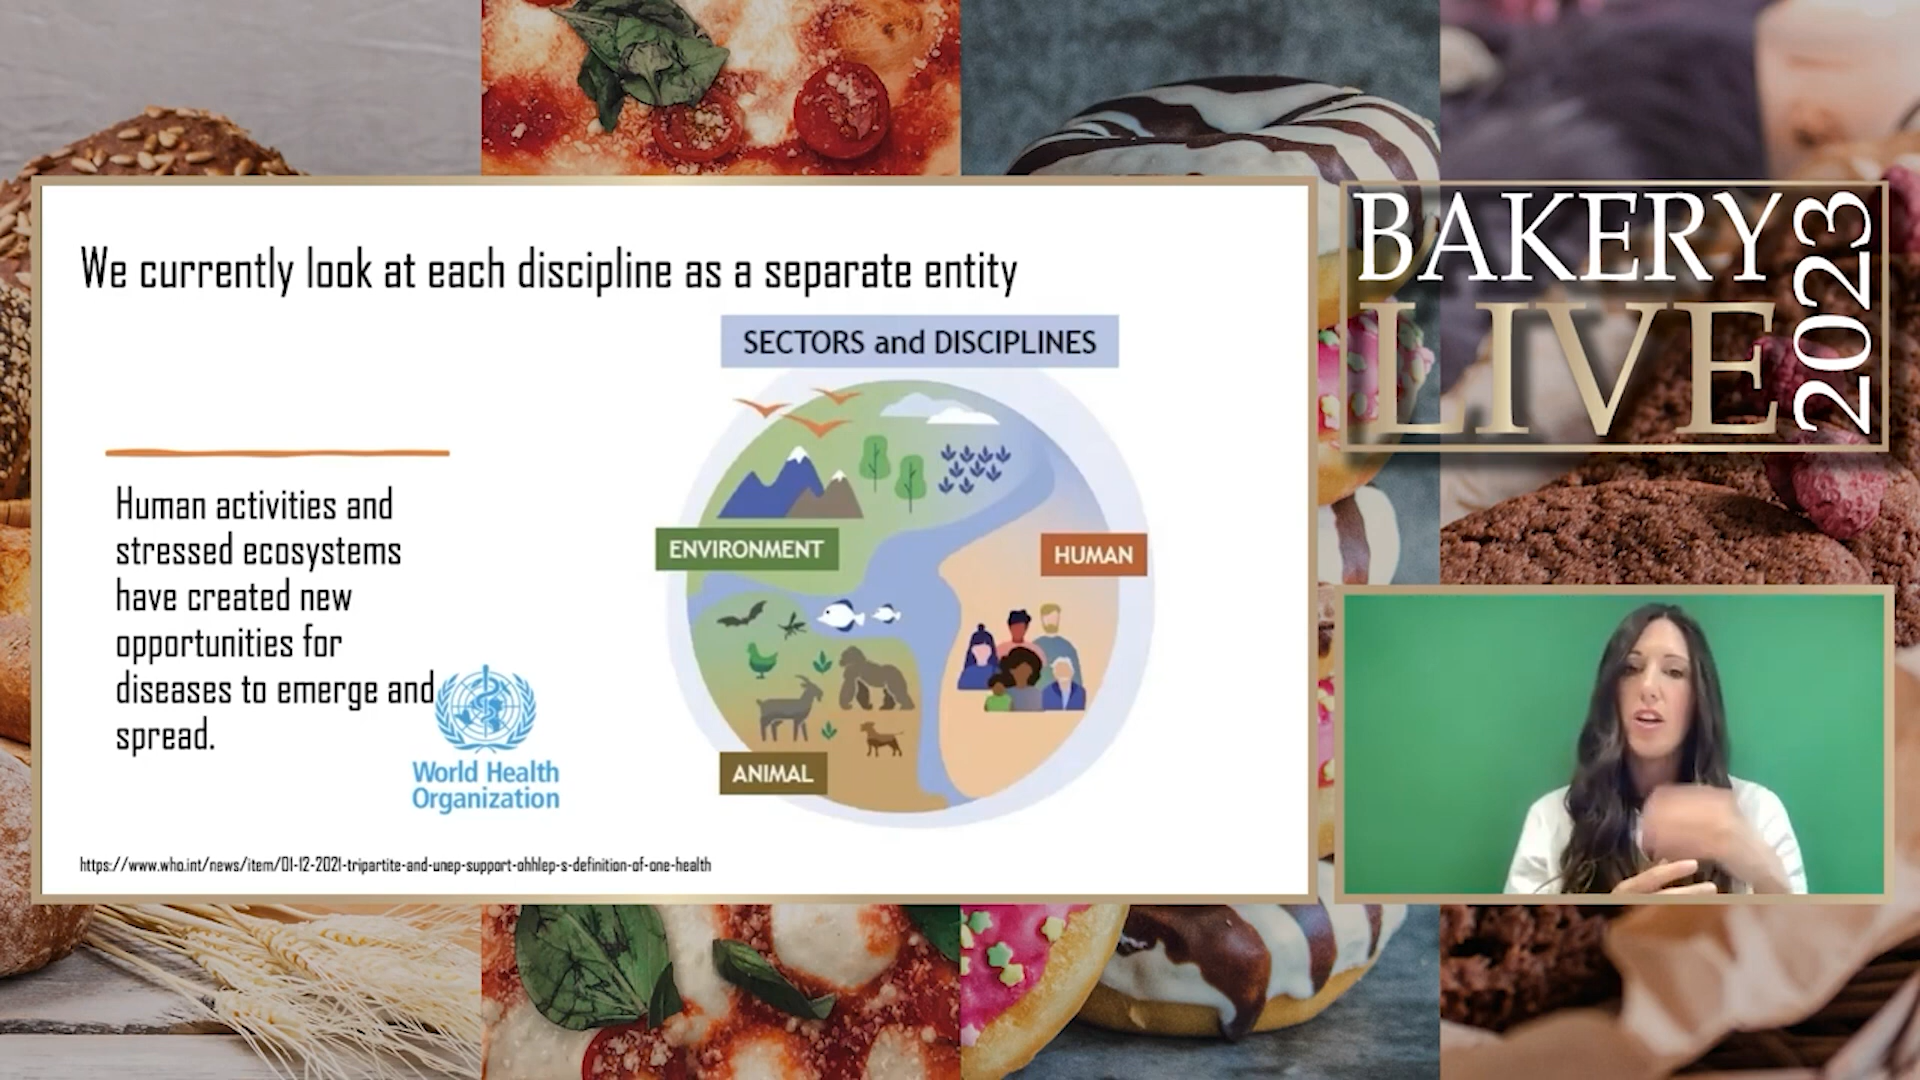 We currently look at each discipline as a separate entity
SECTORS and DISCIPLINES
ENVIRONMENT
HUMAN
ANIMAL
Human activities and
stressed ecosystems
have created new
opportunities for
diseases to emerge and
spread.
World Health
Organization
https://www.who.int/news/item/01-12-2021-tripartite-and-unep-support-ohhlep-s-definition-of-one-health
BAKERY
LIVE
2023